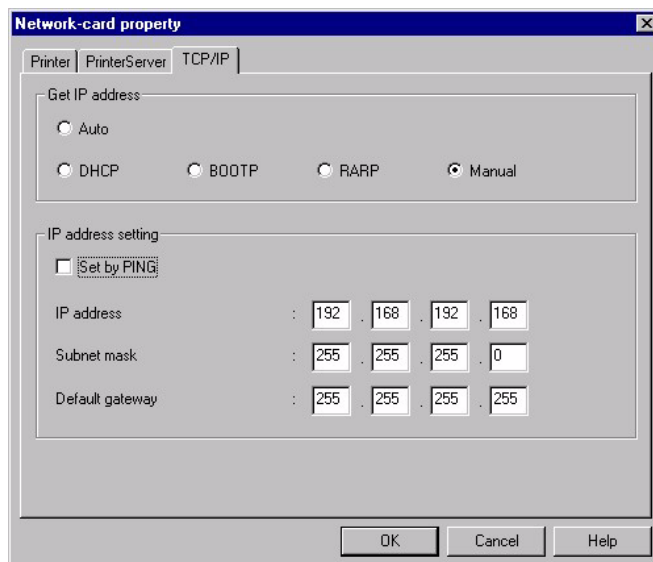 Network-card property
Printer PrinterServer TCP/IP
Get IP address
Auto
DHCP BOOTP RARP Manual
IP address setting
Set by PING
IP address : 192 . 168 . 192 . 168
Subnet mask : 255 . 255 . 255 . 0
Default gateway : 255 . 255 . 255 . 255
OK Cancel Help